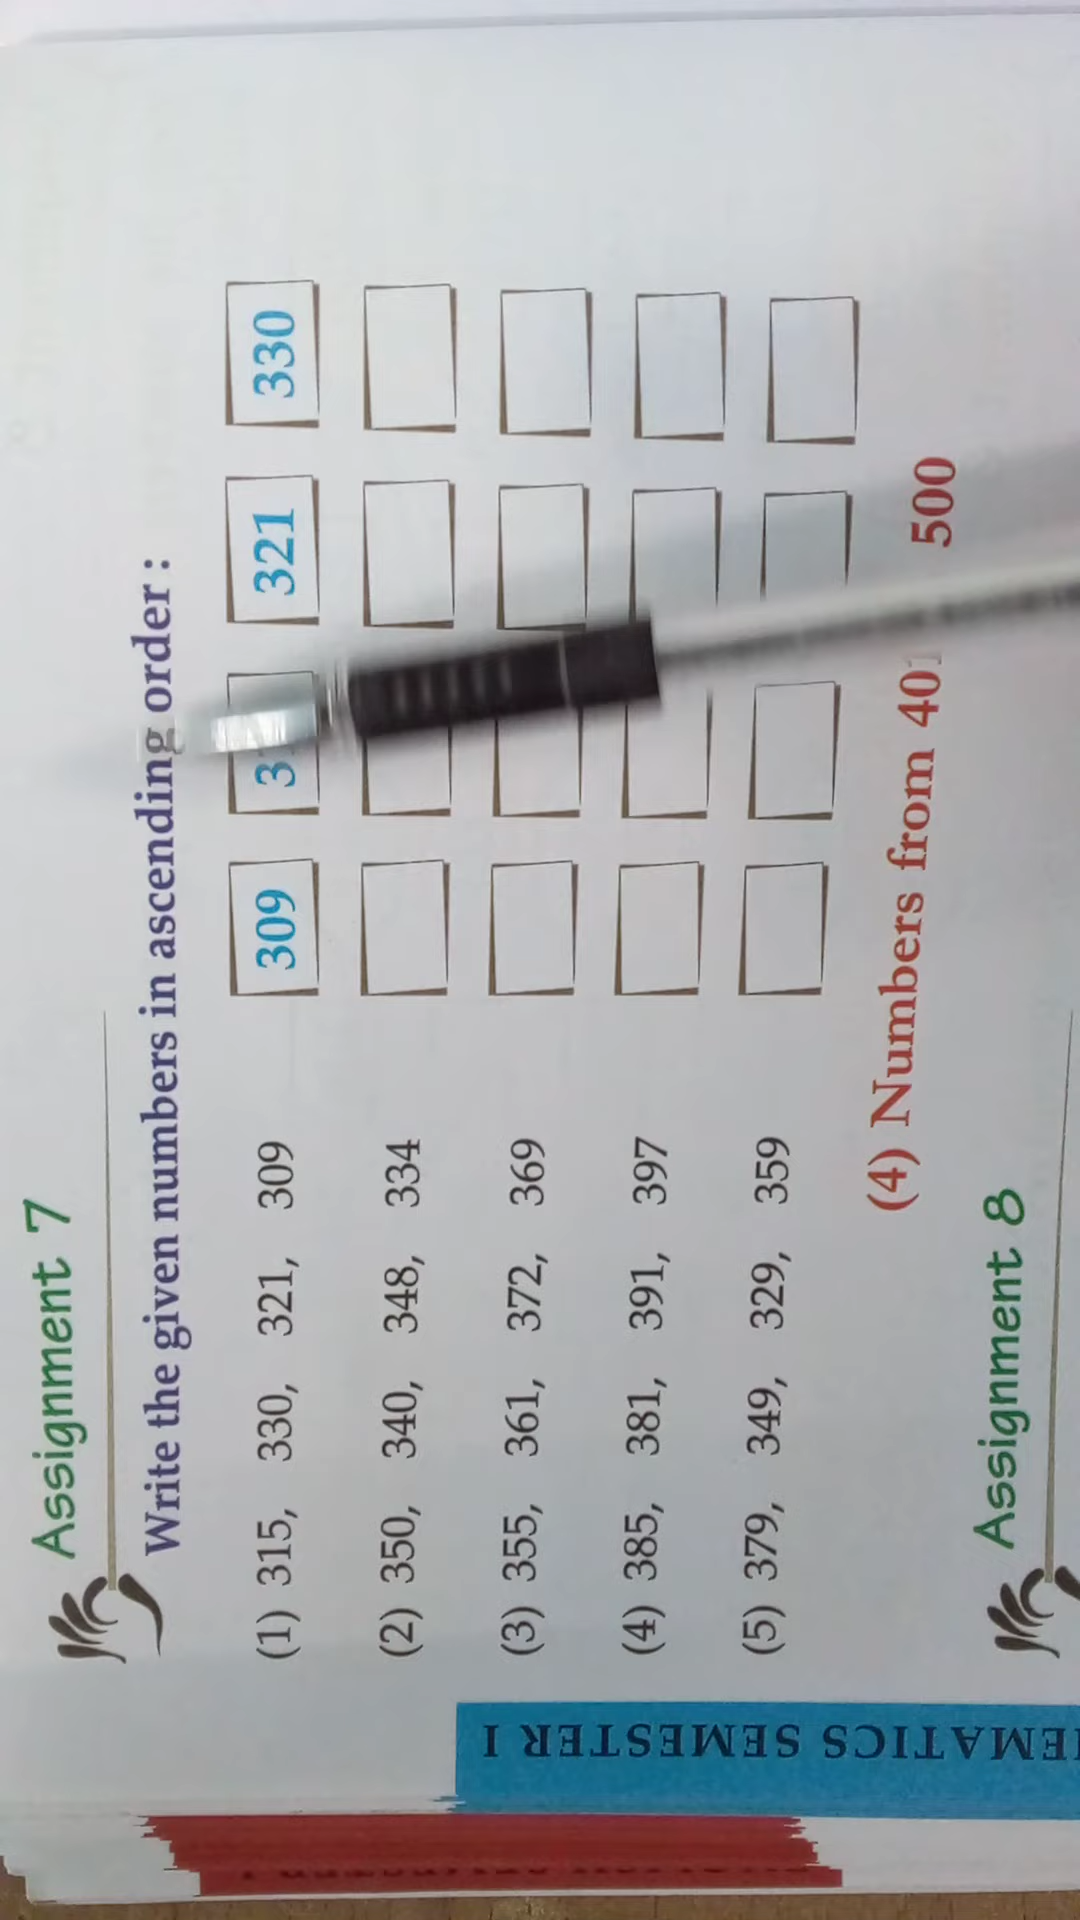 Assignment 7
Write the given numbers in ascending order :
(1) 315, 330, 321, 309 309 321 330
(2) 350, 340, 348, 334
(3) 355, 361, 372, 369
(4) 385, 381, 391, 397
(5) 379, 349, 329, 359
(4) Numbers from 401 500
Assignment 8
SEMESTER I